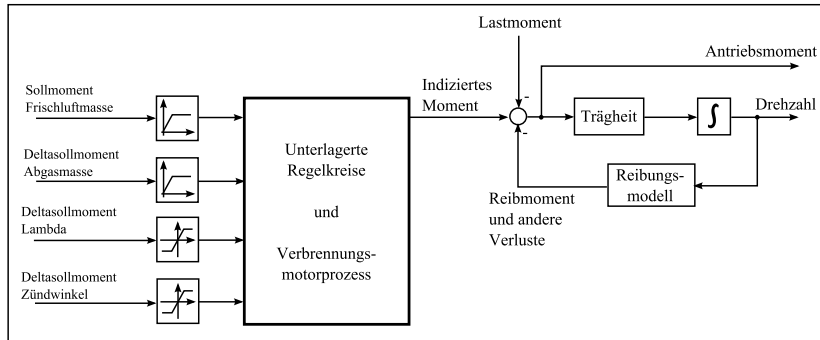 Lastmoment
Antriebsmoment
Sollmoment
Frischluftmasse
Indiziertes
Moment
-
-
Trägheit
∫
Drehzahl
Deltasollmoment
Abgasmasse
Unterlagerte
Regelkreise
und
Verbrennungs-
motorprozess
Reibungs-
modell
Reibmoment
und andere
Verluste
Deltasollmoment
Lambda
Deltasollmoment
Zündwinkel